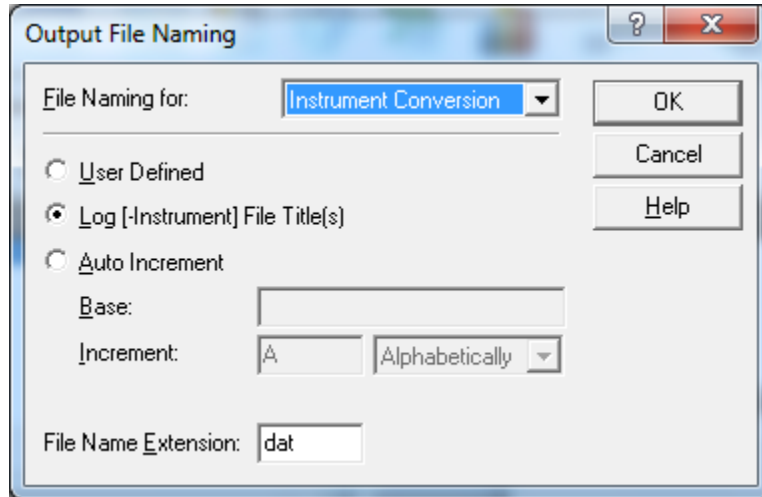 Output File Naming
File Naming for: Instrument Conversion
OK
Cancel
Help
User Defined
Log [-Instrument] File Title(s)
Auto Increment
Base:
Increment: A Alphabetically
File Name Extension: dat